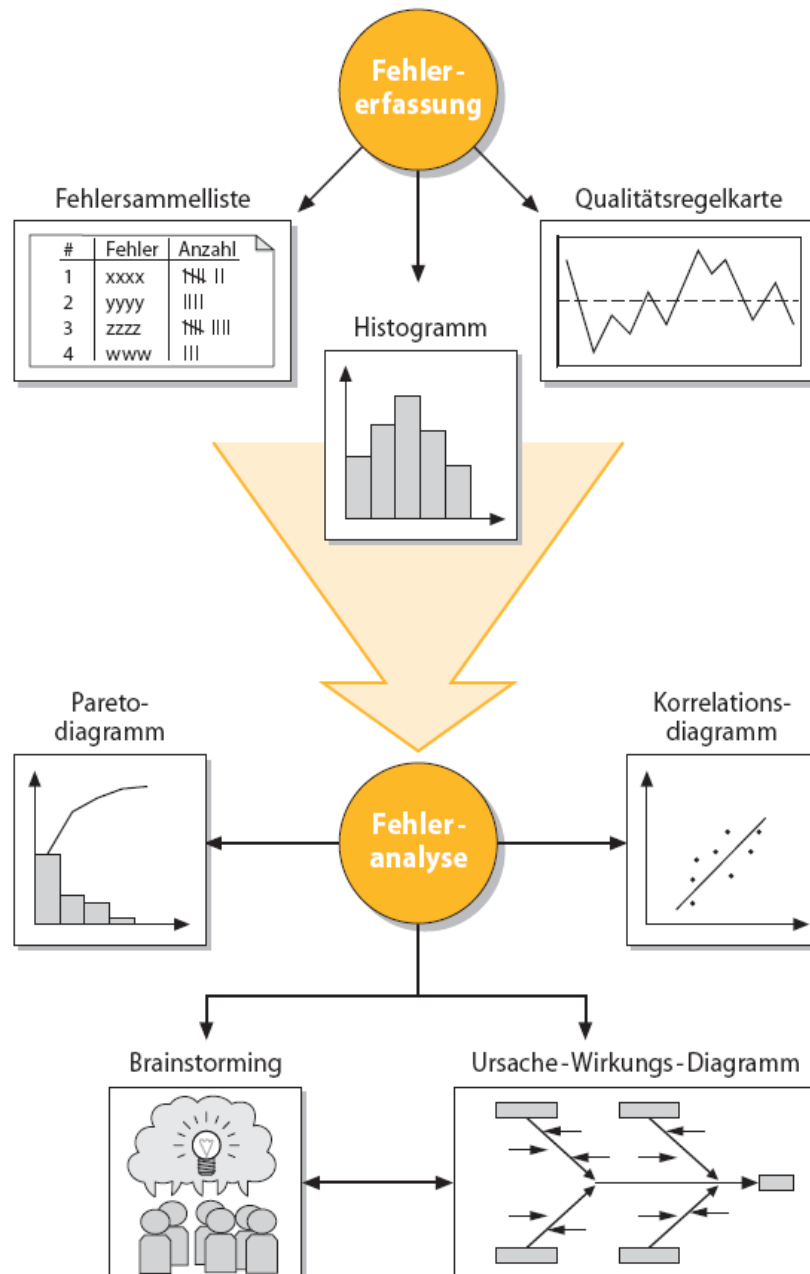 Fehler-
erfassung
Fehlersammelliste
# Fehler Anzahl
1 xxxx 𝍸 ||
2 yyyy ||||
3 zzzz 𝍸 ||||
4 www |||
Histogramm
Qualitätsregelkarte
Pareto-
diagramm
Korrelations-
diagramm
Fehler-
analyse
Brainstorming
Ursache-Wirkungs-Diagramm